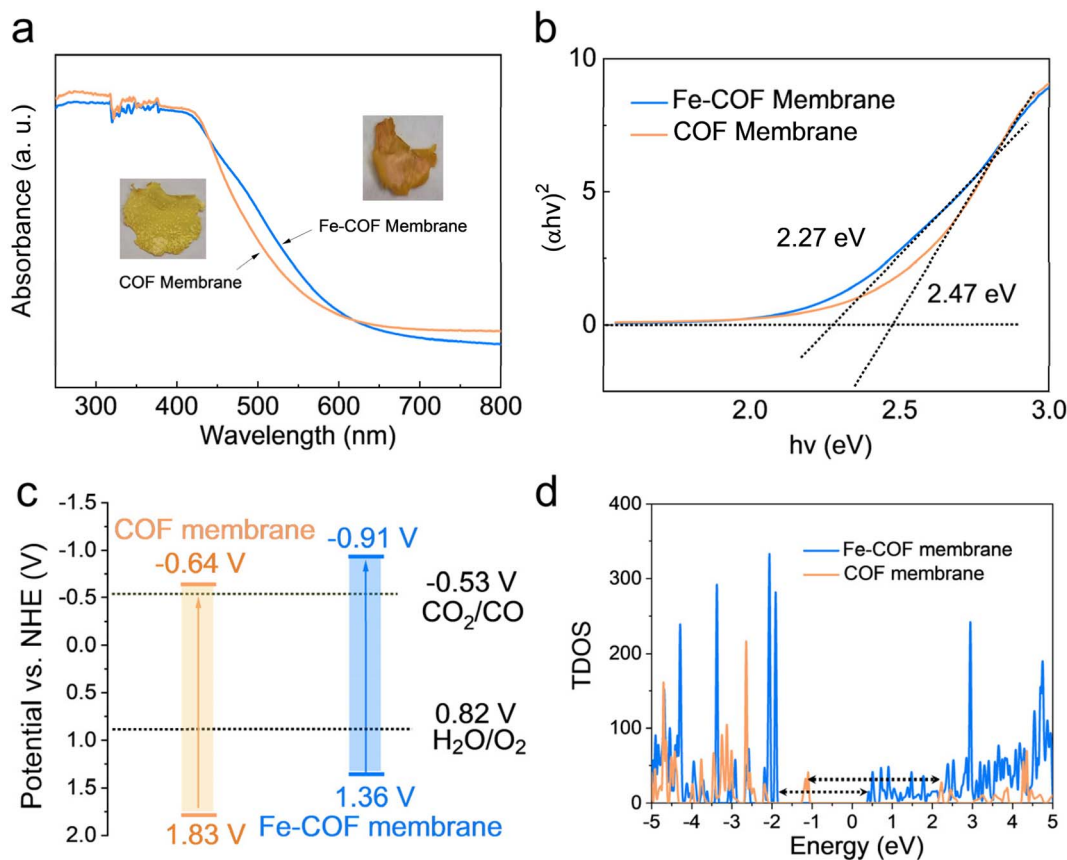 a
Absorbance (a. u.)
COF Membrane
Fe-COF Membrane
300 400 500 600 700 800
Wavelength (nm)
b
(αhν)²
10
5
0
Fe-COF Membrane
COF Membrane
2.27 eV
2.47 eV
2.0 2.5 3.0
hν (eV)
c
Potential vs. NHE (V)
-1.5
-1.0
-0.5
0.0
0.5
1.0
1.5
2.0
COF membrane
-0.64 V
-0.91 V
-0.53 V
CO₂/CO
0.82 V
H₂O/O₂
1.36 V
1.83 V
Fe-COF membrane
d
TDOS
400
300
200
100
0
Fe-COF membrane
COF membrane
-5 -4 -3 -2 -1 0 1 2 3 4 5
Energy (eV)